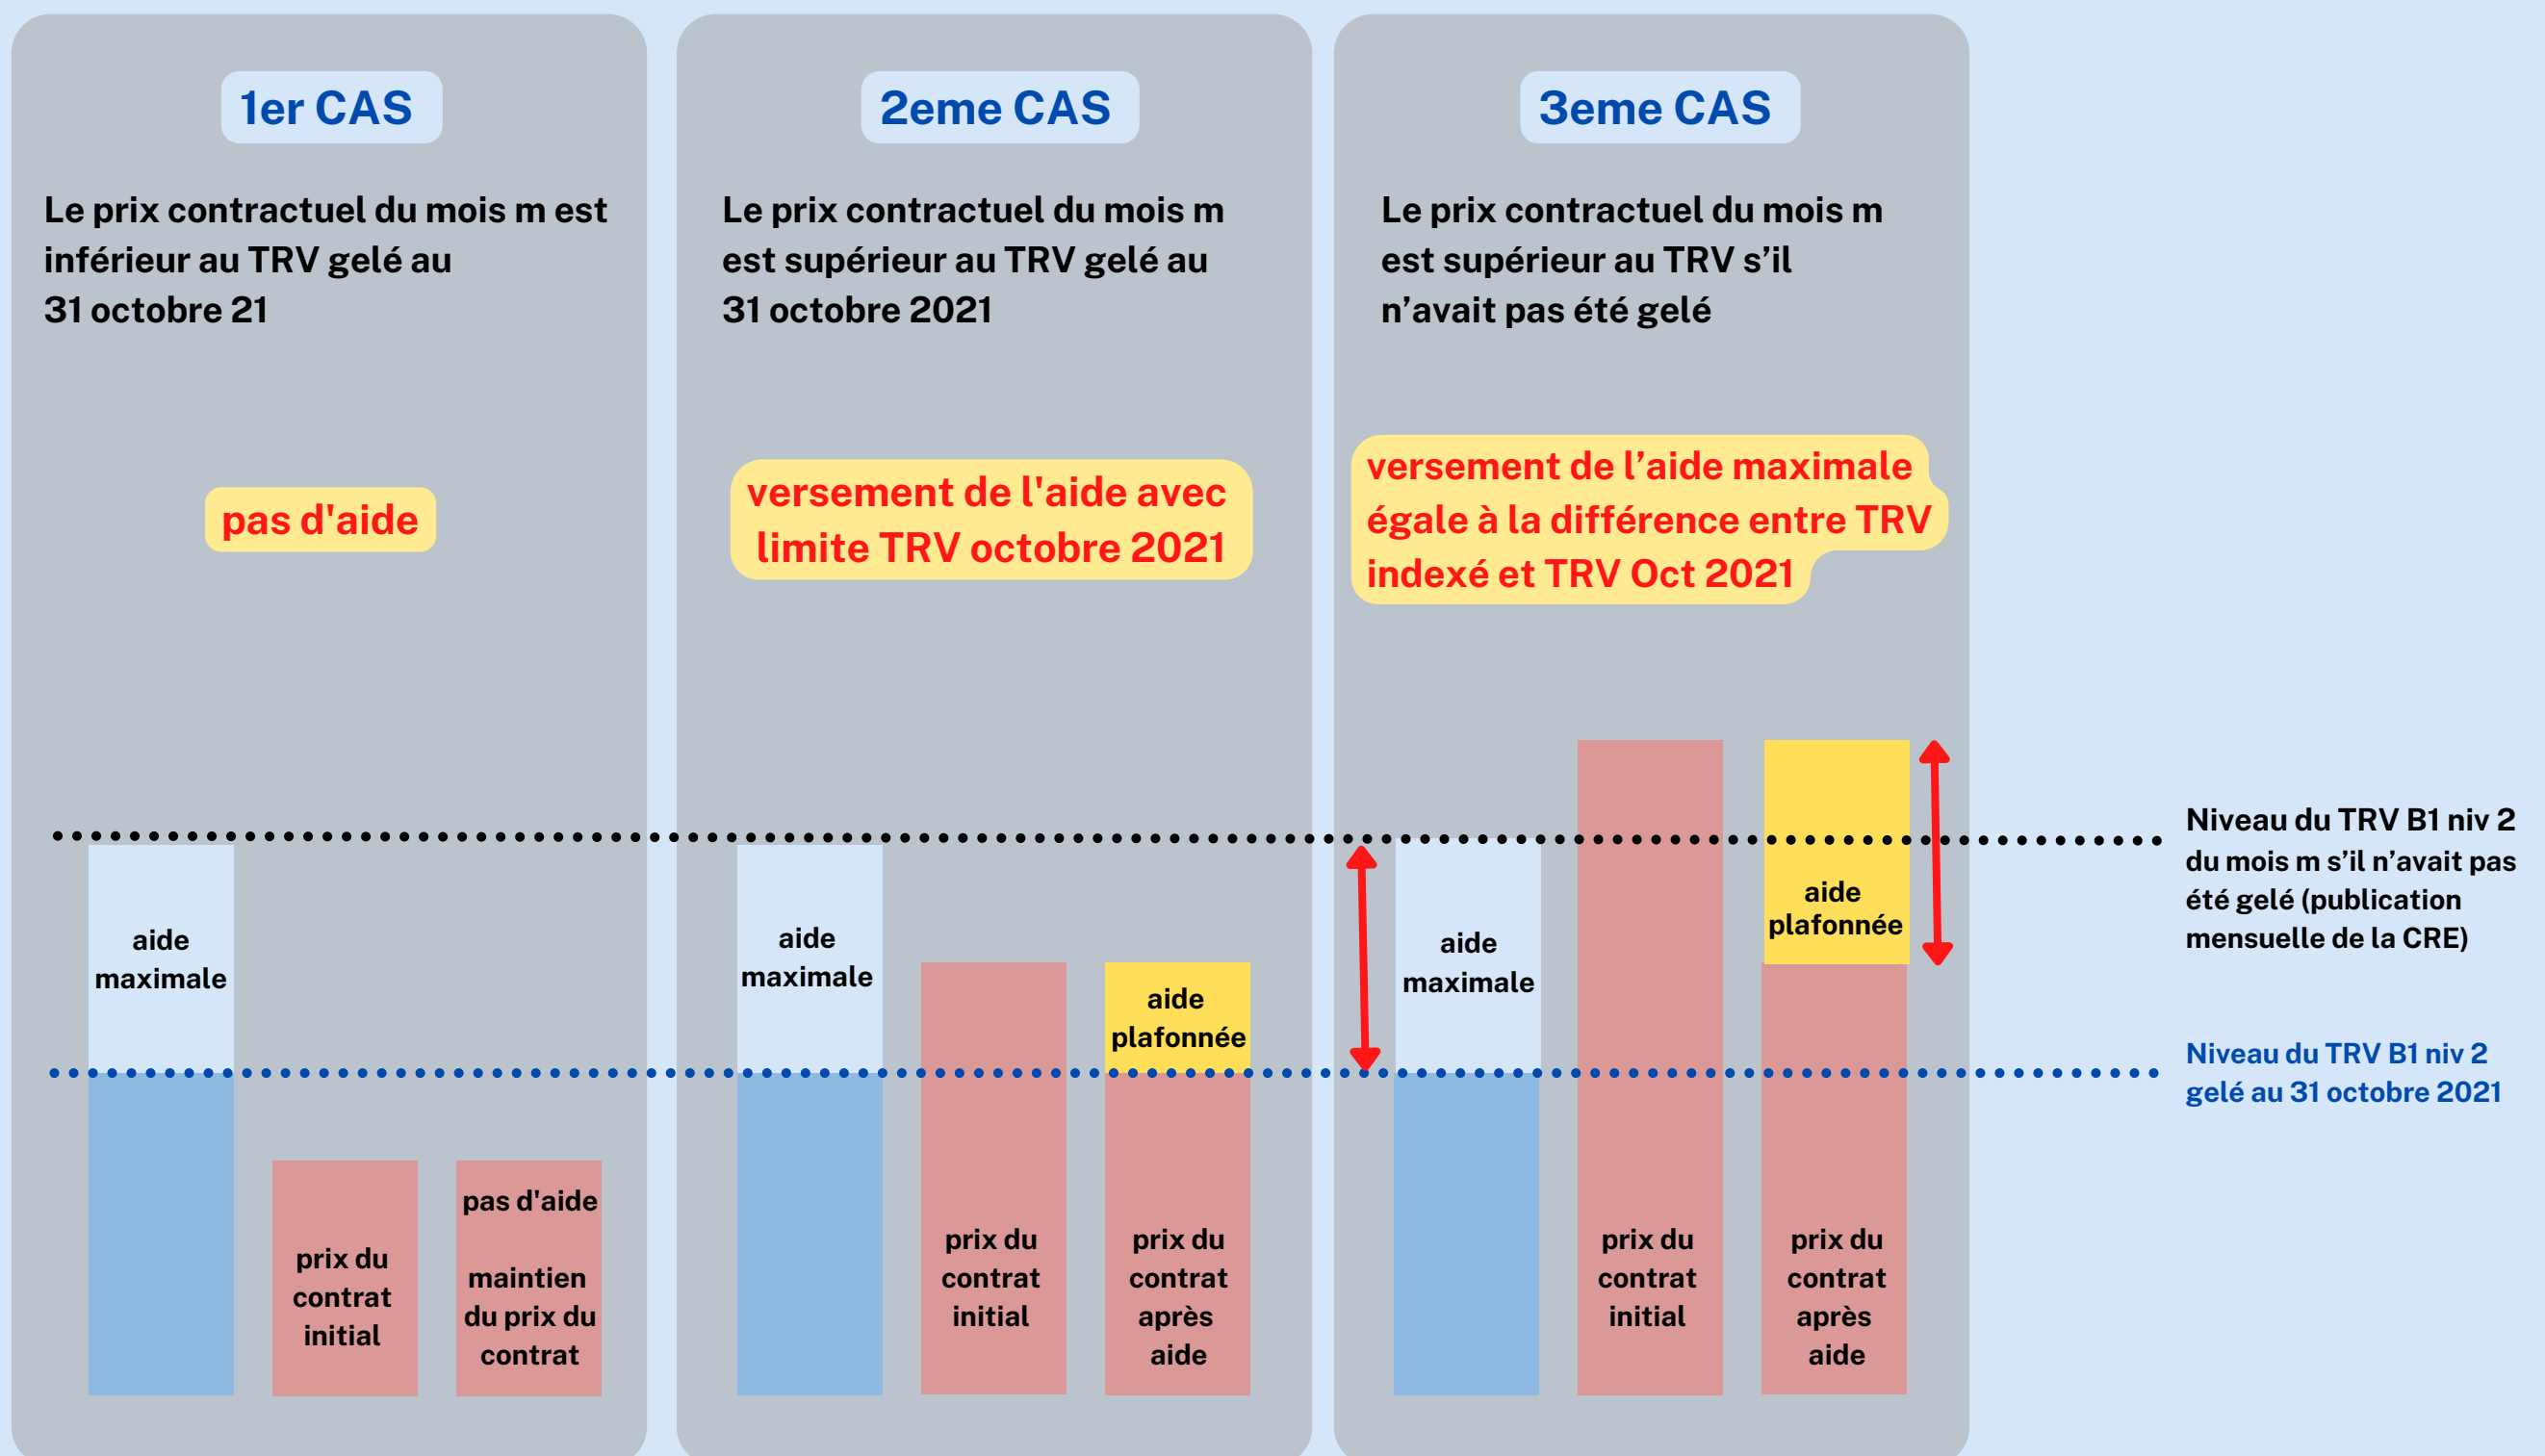 1er CAS
Le prix contractuel du mois m est
inférieur au TRV gelé au
31 octobre 21
pas d'aide
aide
maximale
prix du
contrat
initial
pas d'aide
maintien
du prix du
contrat
2eme CAS
Le prix contractuel du mois m
est supérieur au TRV gelé au
31 octobre 2021
versement de l'aide avec
limite TRV octobre 2021
aide
maximale
prix du
contrat
initial
aide
plafonnée
prix du
contrat
après
aide
3eme CAS
Le prix contractuel du mois m
est supérieur au TRV s’il
n’avait pas été gelé
versement de l’aide maximale
égale à la différence entre TRV
indexé et TRV Oct 2021
aide
maximale
prix du
contrat
initial
aide
plafonnée
prix du
contrat
après
aide
Niveau du TRV B1 niv 2
du mois m s’il n’avait pas
été gelé (publication
mensuelle de la CRE)
Niveau du TRV B1 niv 2
gelé au 31 octobre 2021